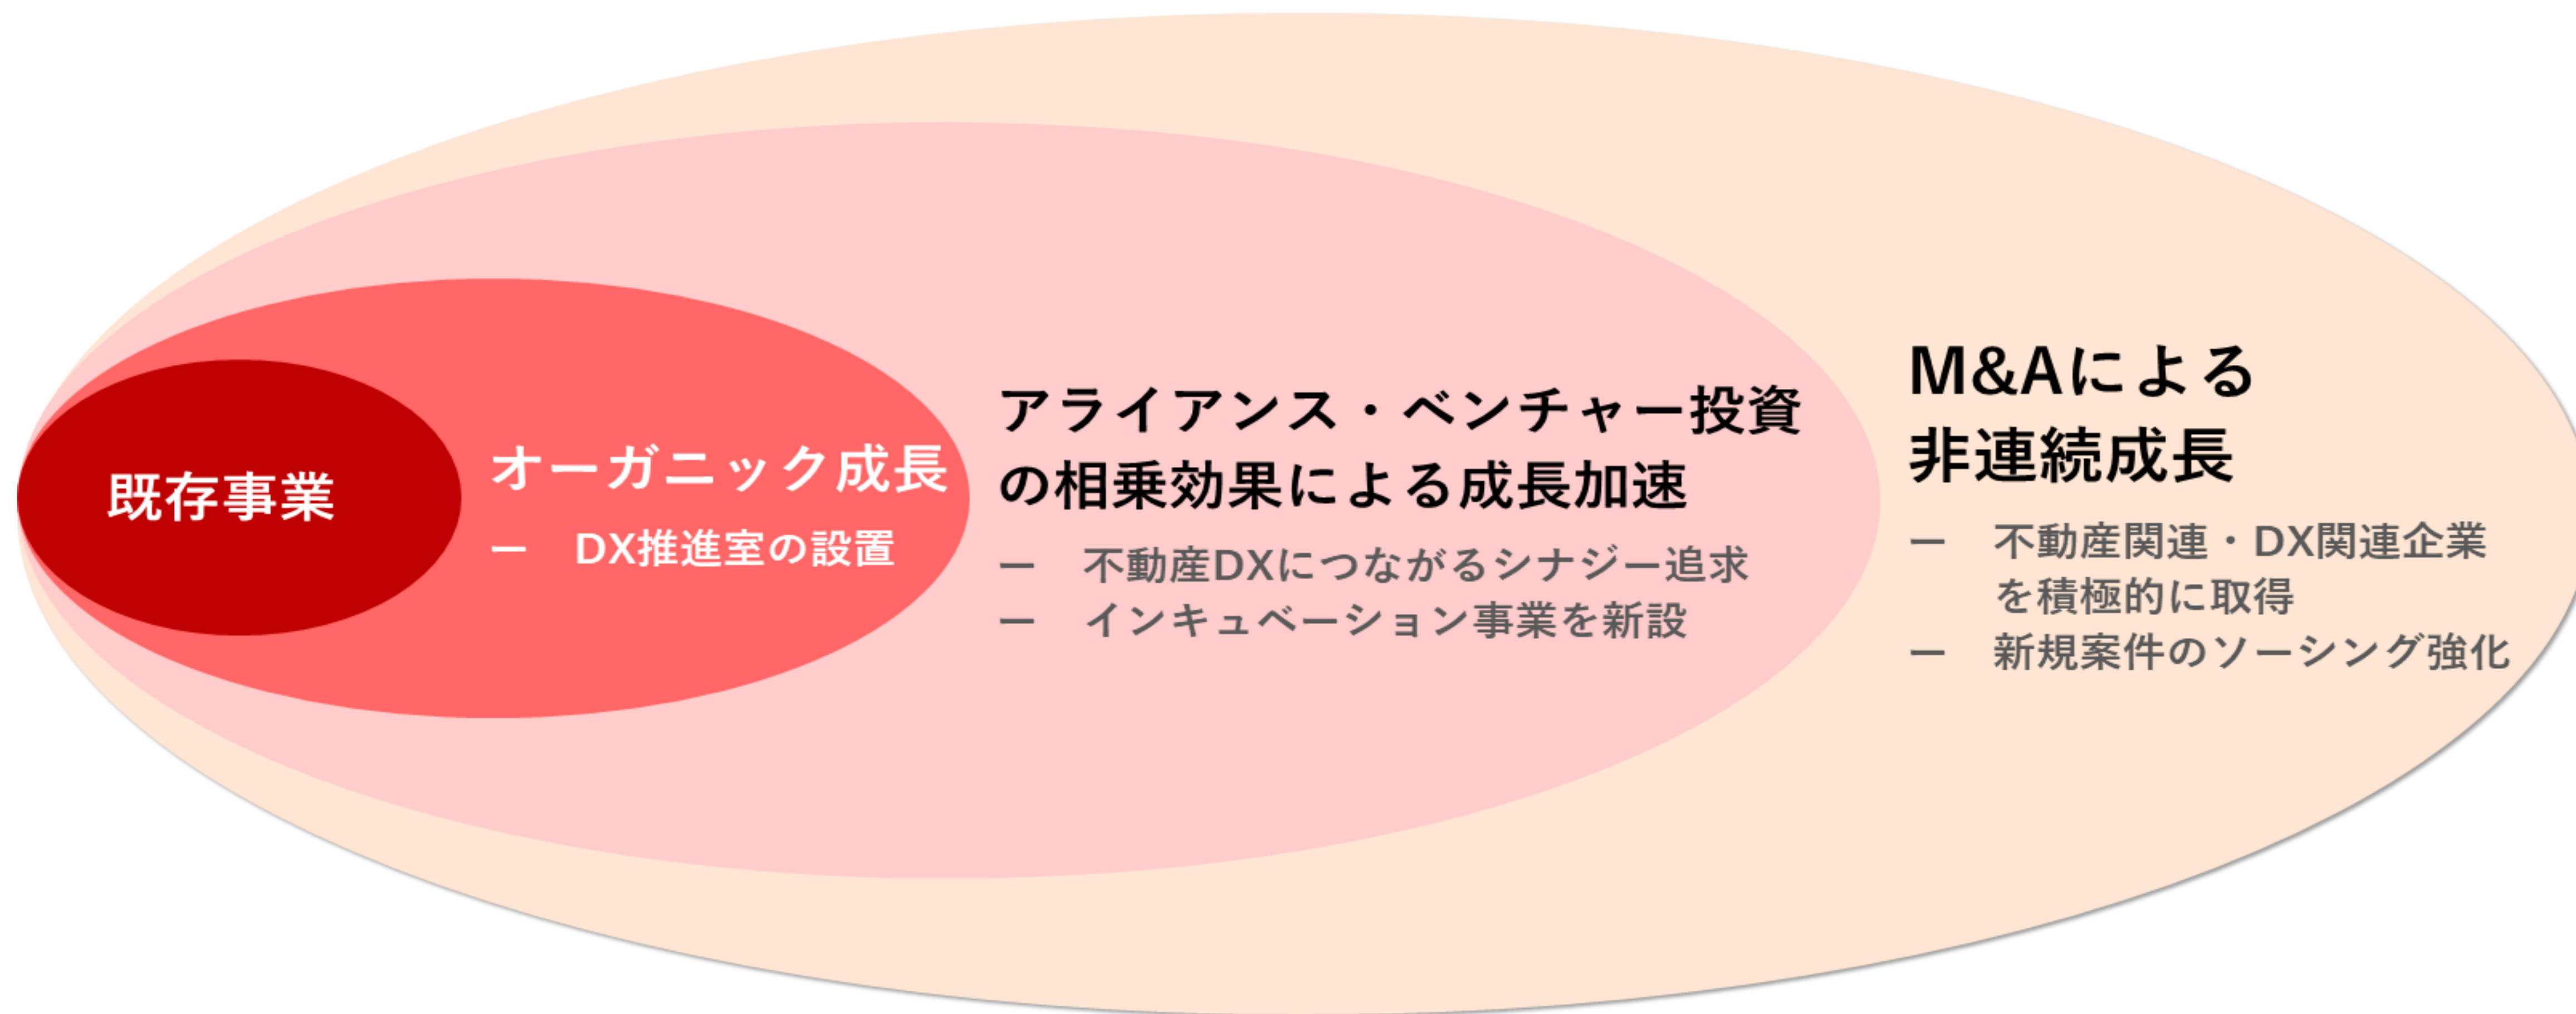 既存事業
オーガニック成長
ー DX推進室の設置
アライアンス・ベンチャー投資
の相乗効果による成長加速
ー 不動産DXにつながるシナジー追求
ー インキュベーション事業を新設
M&Aによる
非連続成長
ー 不動産関連・DX関連企業
を積極的に取得
ー 新規案件のソーシング強化